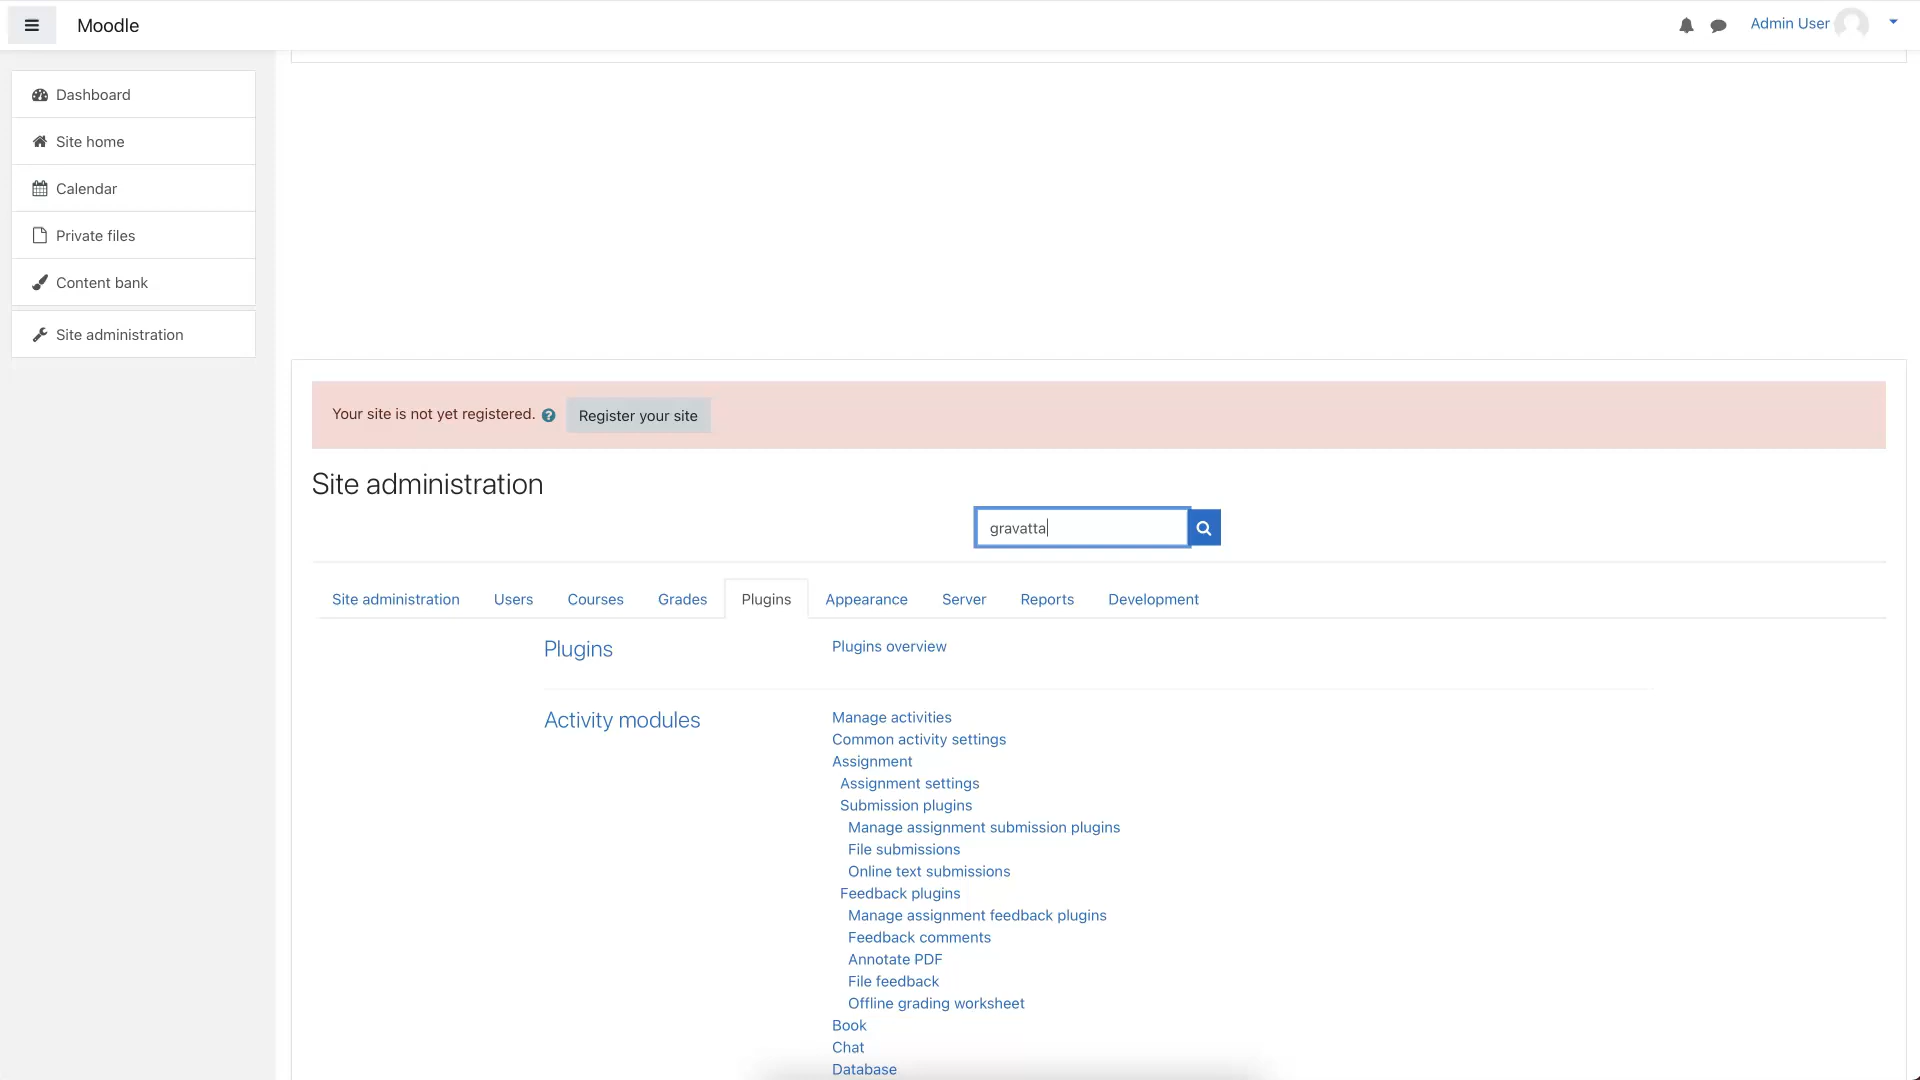 Moodle
Admin User
Dashboard
Site home
Calendar
Private files
Content bank
Site administration
Your site is not yet registered.
Register your site
Site administration
gravatta
Site administration Users Courses Grades Plugins Appearance Server Reports Development
Plugins
Plugins overview
Activity modules
Manage activities
Common activity settings
Assignment
Assignment settings
Submission plugins
Manage assignment submission plugins
File submissions
Online text submissions
Feedback plugins
Manage assignment feedback plugins
Feedback comments
Annotate PDF
File feedback
Offline grading worksheet
Book
Chat
Database